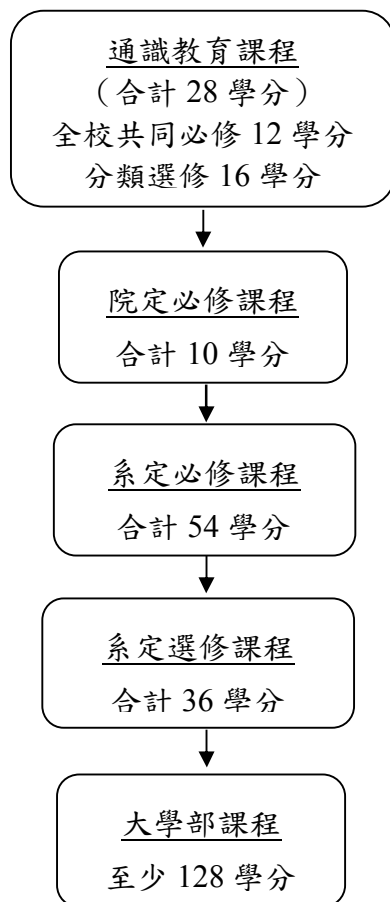 通識教育課程
（合計 28 學分）
全校共同必修 12 學分
分類選修 16 學分
院定必修課程
合計 10 學分
系定必修課程
合計 54 學分
系定選修課程
合計 36 學分
大學部課程
至少 128 學分